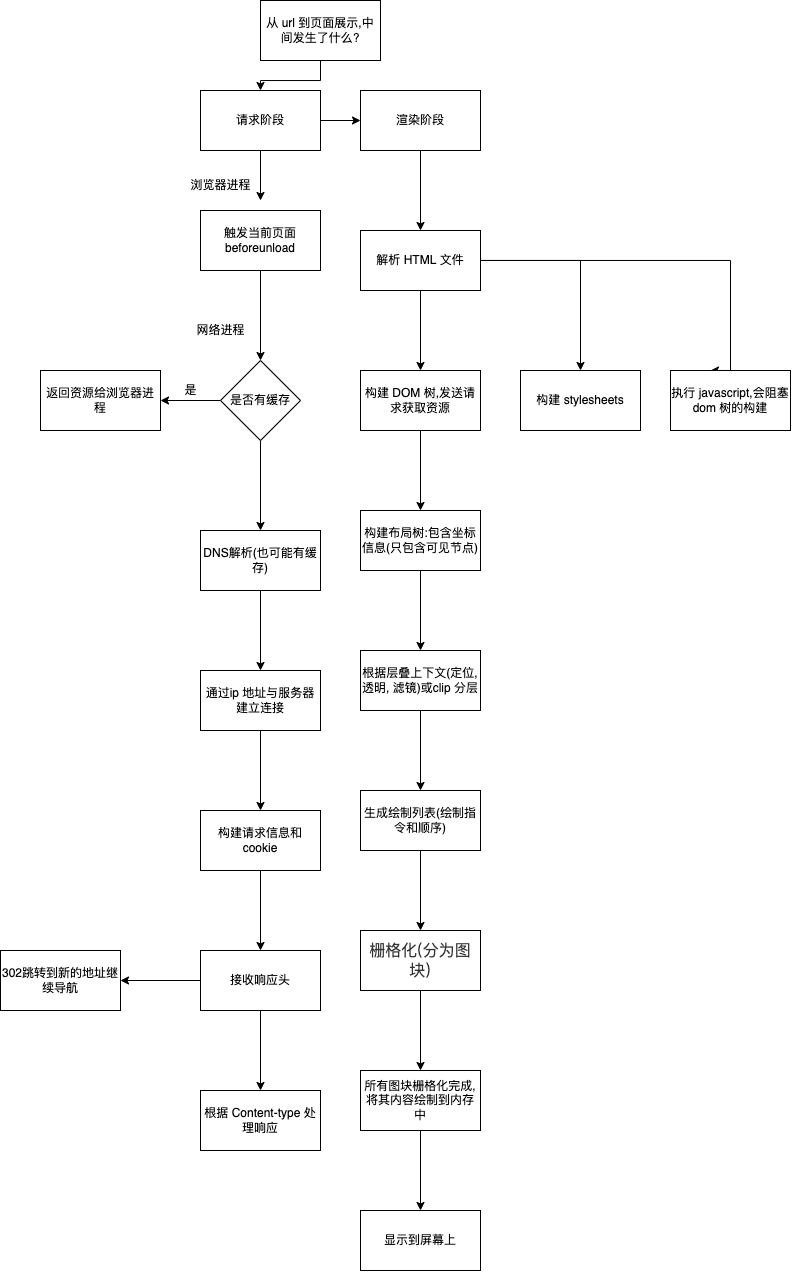 从 url 到页面展示,中
间发生了什么?
请求阶段
渲染阶段
浏览器进程
触发当前页面
beforeunload
解析 HTML 文件
网络进程
返回资源给浏览器进
程
是
是否有缓存
构建 DOM 树,发送请
求获取资源
构建 stylesheets
执行 javascript,会阻塞
dom 树的构建
DNS解析(也可能有缓
存)
构建布局树:包含坐标
信息(只包含可见节点)
通过ip 地址与服务器
建立连接
根据层叠上下文(定位,
透明, 滤镜)或clip 分层
构建请求信息和
cookie
生成绘制列表(绘制指
令和顺序)
302跳转到新的地址继
续导航
接收响应头
栅格化(分为图
块)
根据 Content-type 处
理响应
所有图块栅格化完成,
将其内容绘制到内存
中
显示到屏幕上